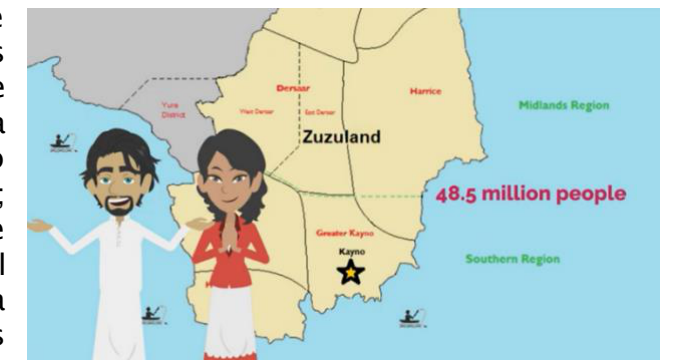 Dersaar
Harrice
Yura
District
West Dersaar
East Dersaar
Midlands Region
Zuzuland
48.5 million people
Greater Kayno
Kayno
Southern Region